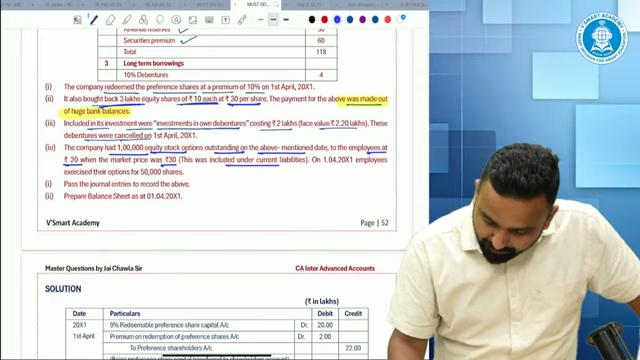 MUST DO...
Revenue Reserves 50
Securities premium 60
Total 118
3 Long term borrowings
10% Debentures 4
(i) The company redeemed the preference shares at a premium of 10% on 1st April, 20X1.
(ii) It also bought back 3 lakhs equity shares of ₹ 10 each at ₹ 30 per share. The payment for the above was made out
of huge bank balances.
(iii) Included in its investment were "investments in own debentures" costing ₹ 2 lakhs (face value ₹ 2.20 lakhs). These
debentures were cancelled on 1st April, 20X1.
(iv) The company had 1,00,000 equity stock options outstanding on the above- mentioned date, to the employees at
₹ 20 when the market price was ₹30 (This was included under current liabilities). On 1.04.20X1 employees
exercised their options for 50,000 shares.
(i) Pass the journal entries to record the above.
(ii) Prepare Balance Sheet as at 01.04.20X1.
V'Smart Academy Page | 52
Master Questions by Jai Chawla Sir CA Inter Advanced Accounts
SOLUTION
(₹ in lakhs)
Date Particulars Debit Credit
20X1 9% Redeemable preference share capital A/c Dr. 20.00
1st April Premium on redemption of preference shares A/c Dr. 2.00
To Preference shareholders A/c 22.00
V'SMART ACADEMY